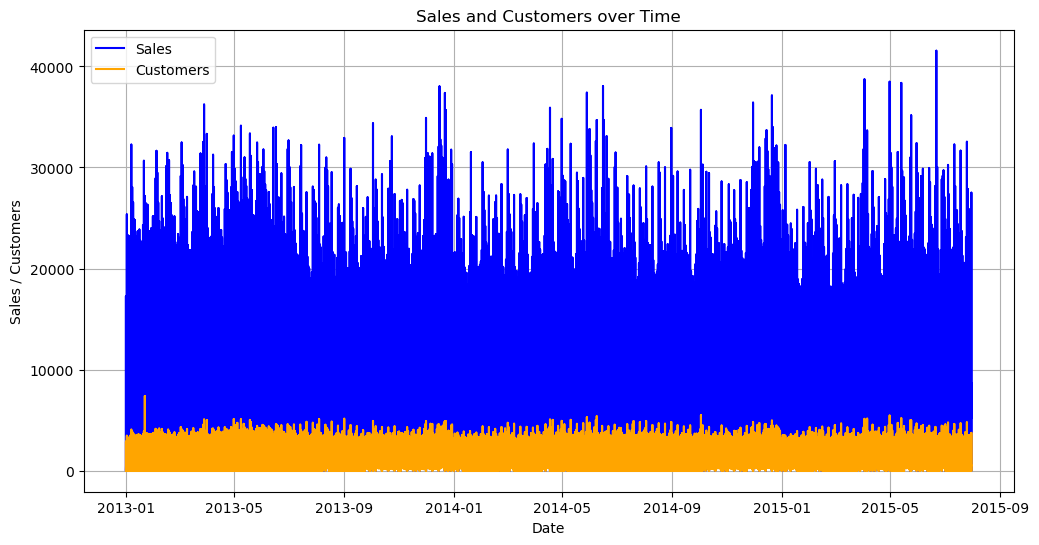 Sales and Customers over Time
Sales
Customers
Sales / Customers
40000
30000
20000
10000
0
2013-01
2013-05
2013-09
2014-01
2014-05
2014-09
2015-01
2015-05
2015-09
Date